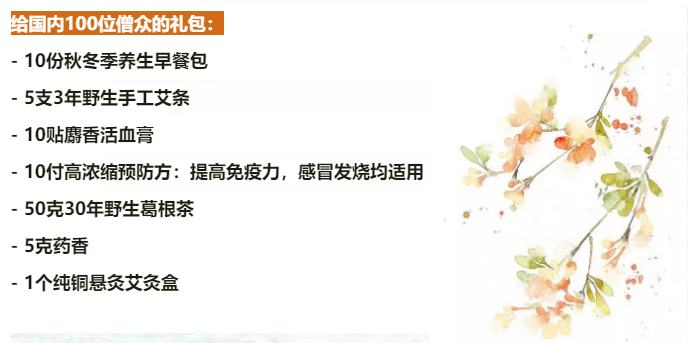 给国内100位僧众的礼包：
- 10份秋冬季养生早餐包
- 5支3年野生手工艾条
- 10贴麝香活血膏
- 10付高浓缩预防方：提高免疫力，感冒发烧均适用
- 50克30年野生葛根茶
- 5克药香
- 1个纯铜悬灸艾灸盒